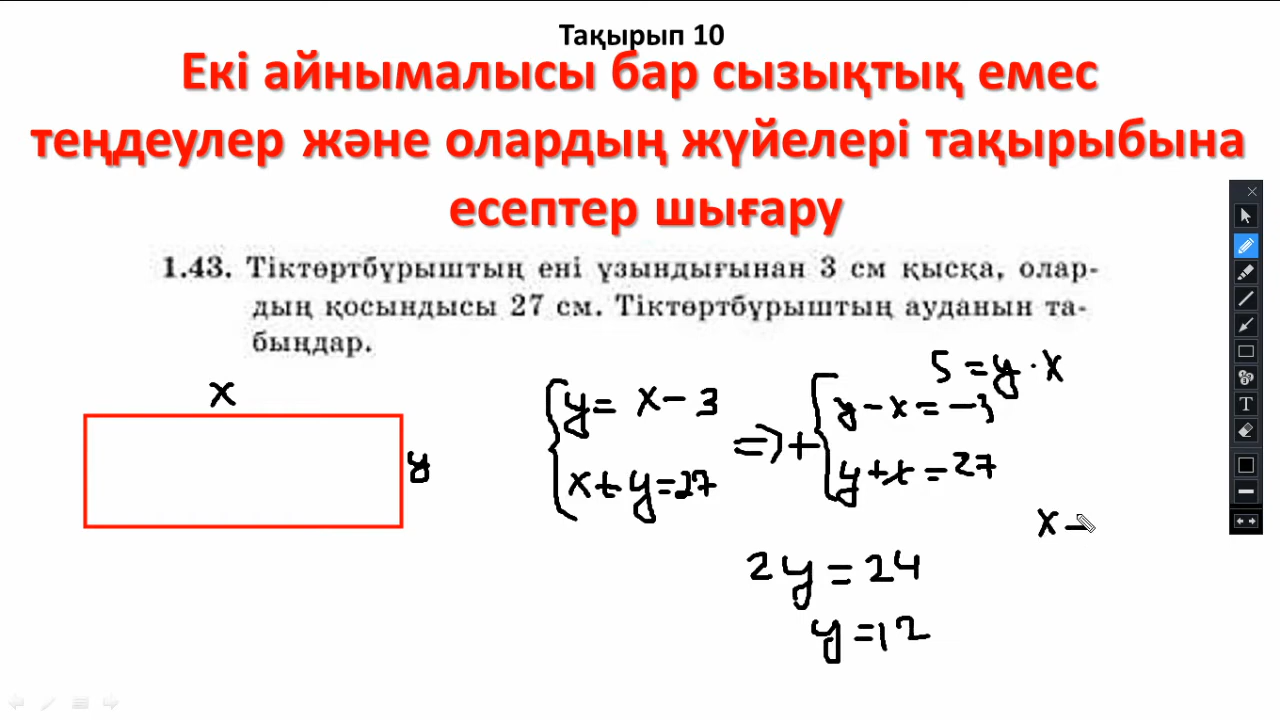 Тақырып 10
Екі айнымалысы бар сызықтық емес
теңдеулер және олардың жүйелері тақырыбына
есептер шығару
1.43. Тіктөртбұрыштың ені ұзындығынан 3 см қысқа, олар-
дың қосындысы 27 см. Тіктөртбұрыштың ауданын та-
быңдар.
x
y
y = x - 3
x + y = 27
=> +
S = y · x
y - x = -3
y + x = 27
x -
2y = 24
y = 12
T